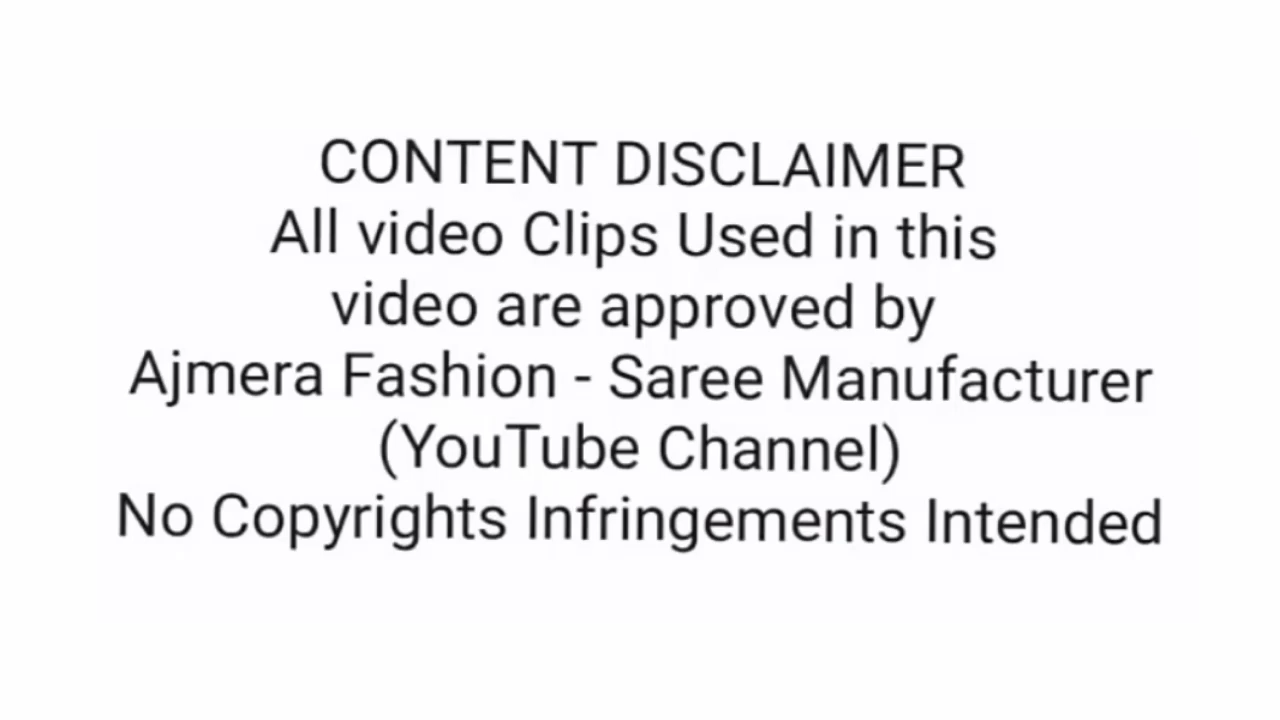 CONTENT DISCLAIMER
All video Clips Used in this
video are approved by
Ajmera Fashion - Saree Manufacturer
(YouTube Channel)
No Copyrights Infringements Intended